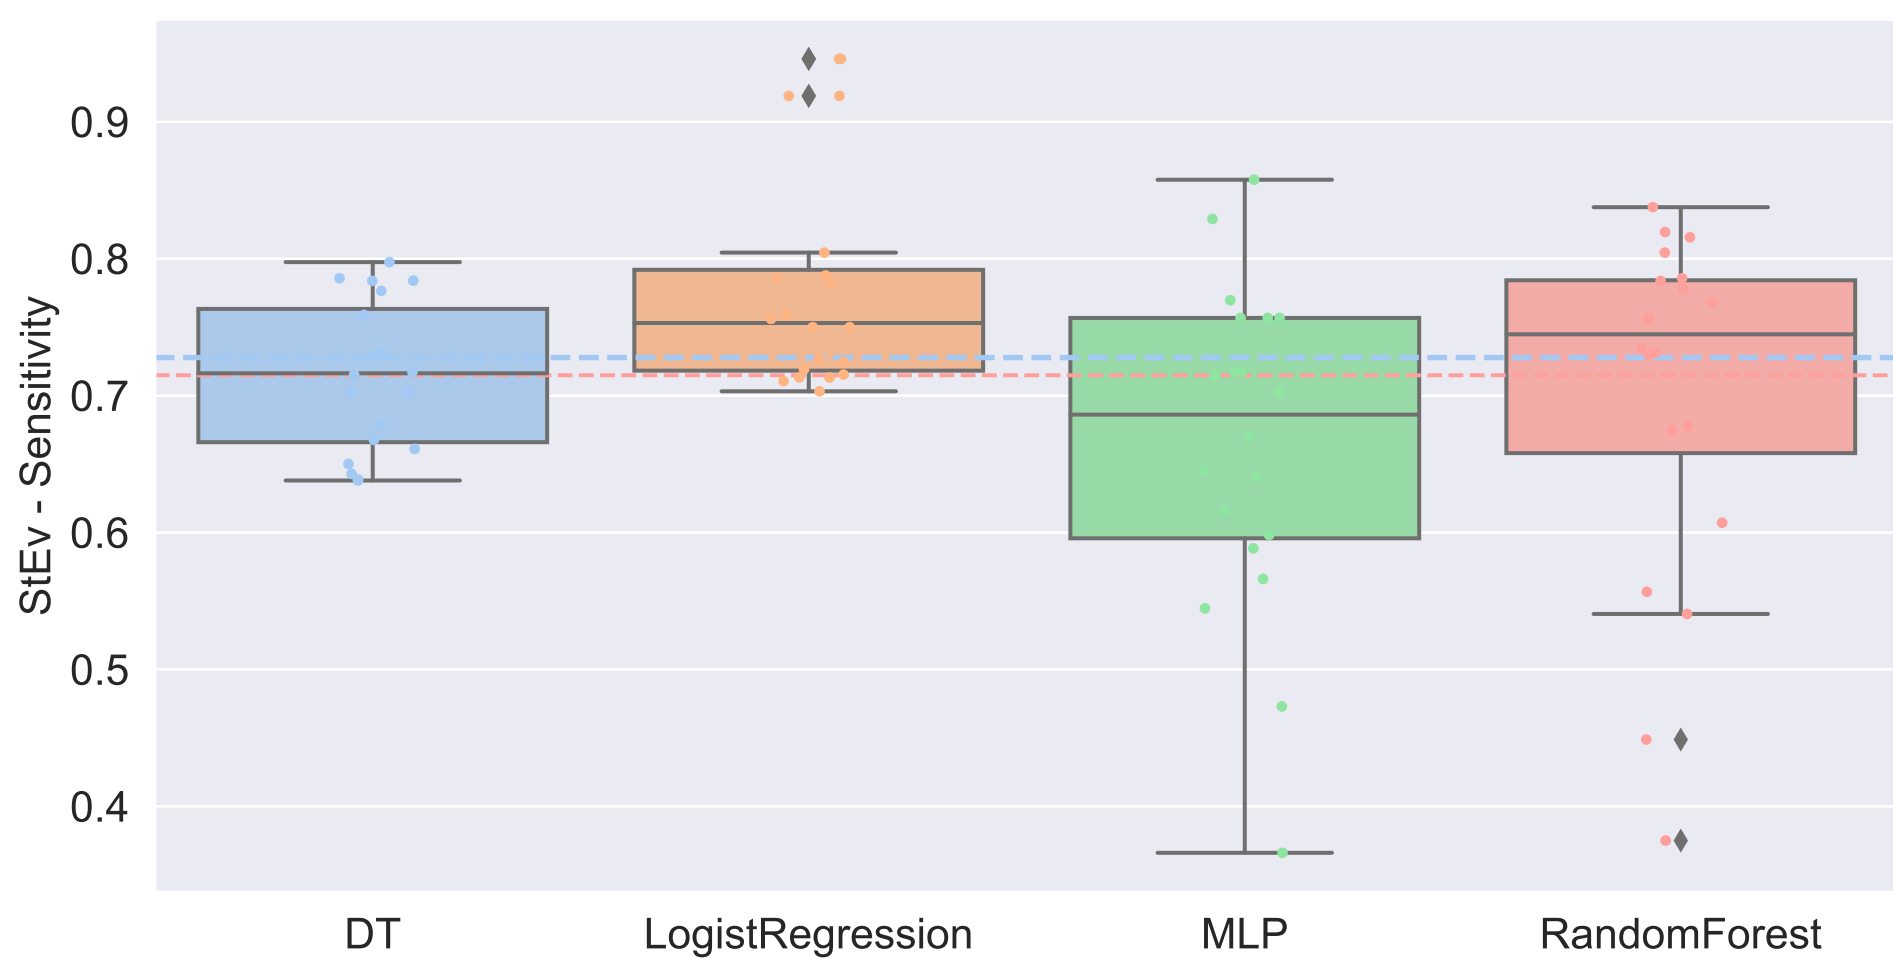 StEv - Sensitivity
0.9
0.8
0.7
0.6
0.5
0.4
DT
LogistRegression
MLP
RandomForest